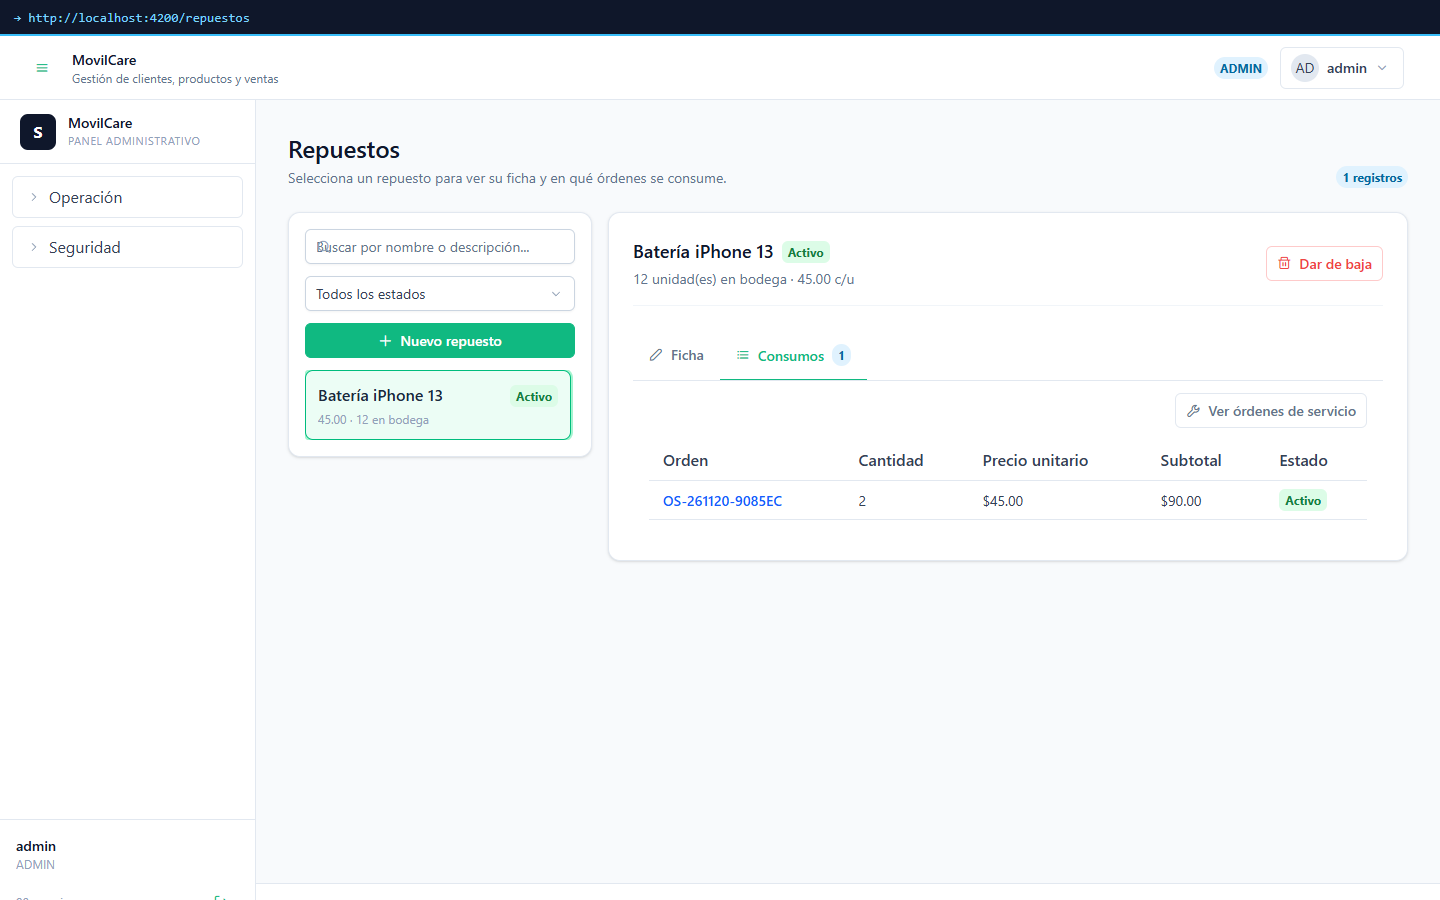 → http://localhost:4200/repuestos
MovilCare
Gestión de clientes, productos y ventas
ADMIN
AD admin
S
MovilCare
PANEL ADMINISTRATIVO
Operación
Seguridad
admin
ADMIN
Repuestos
Selecciona un repuesto para ver su ficha y en qué órdenes se consume.
1 registros
Buscar por nombre o descripción...
Todos los estados
+ Nuevo repuesto
Batería iPhone 13 Activo
45.00 · 12 en bodega
Batería iPhone 13 Activo
12 unidad(es) en bodega · 45.00 c/u
Dar de baja
Ficha Consumos 1
Ver órdenes de servicio
Orden Cantidad Precio unitario Subtotal Estado
OS-261120-9085EC 2 $45.00 $90.00 Activo